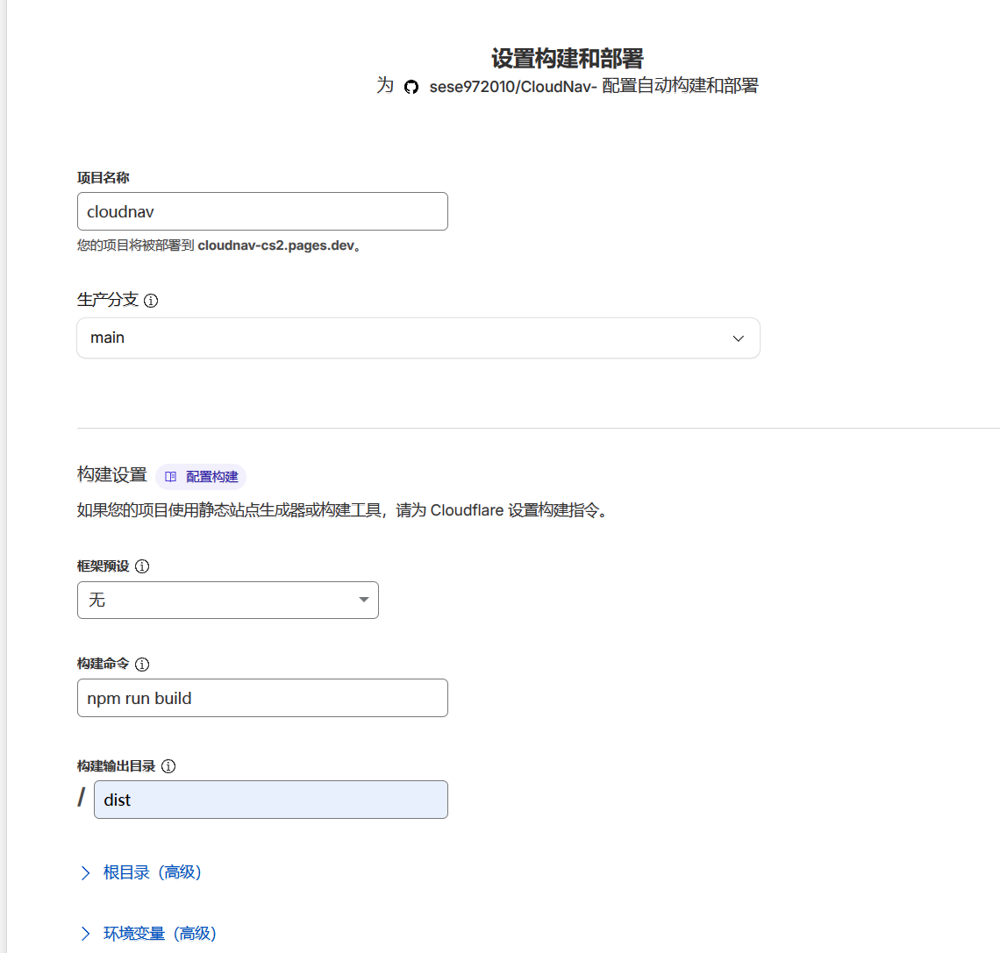 设置构建和部署
为 sese972010/CloudNav- 配置自动构建和部署
项目名称
cloudnav
您的项目将被部署到 cloudnav-cs2.pages.dev。
生产分支
main
构建设置 配置构建
如果您的项目使用静态站点生成器或构建工具，请为 Cloudflare 设置构建指令。
框架预设
无
构建命令
npm run build
构建输出目录
/ dist
根目录（高级）
环境变量（高级）